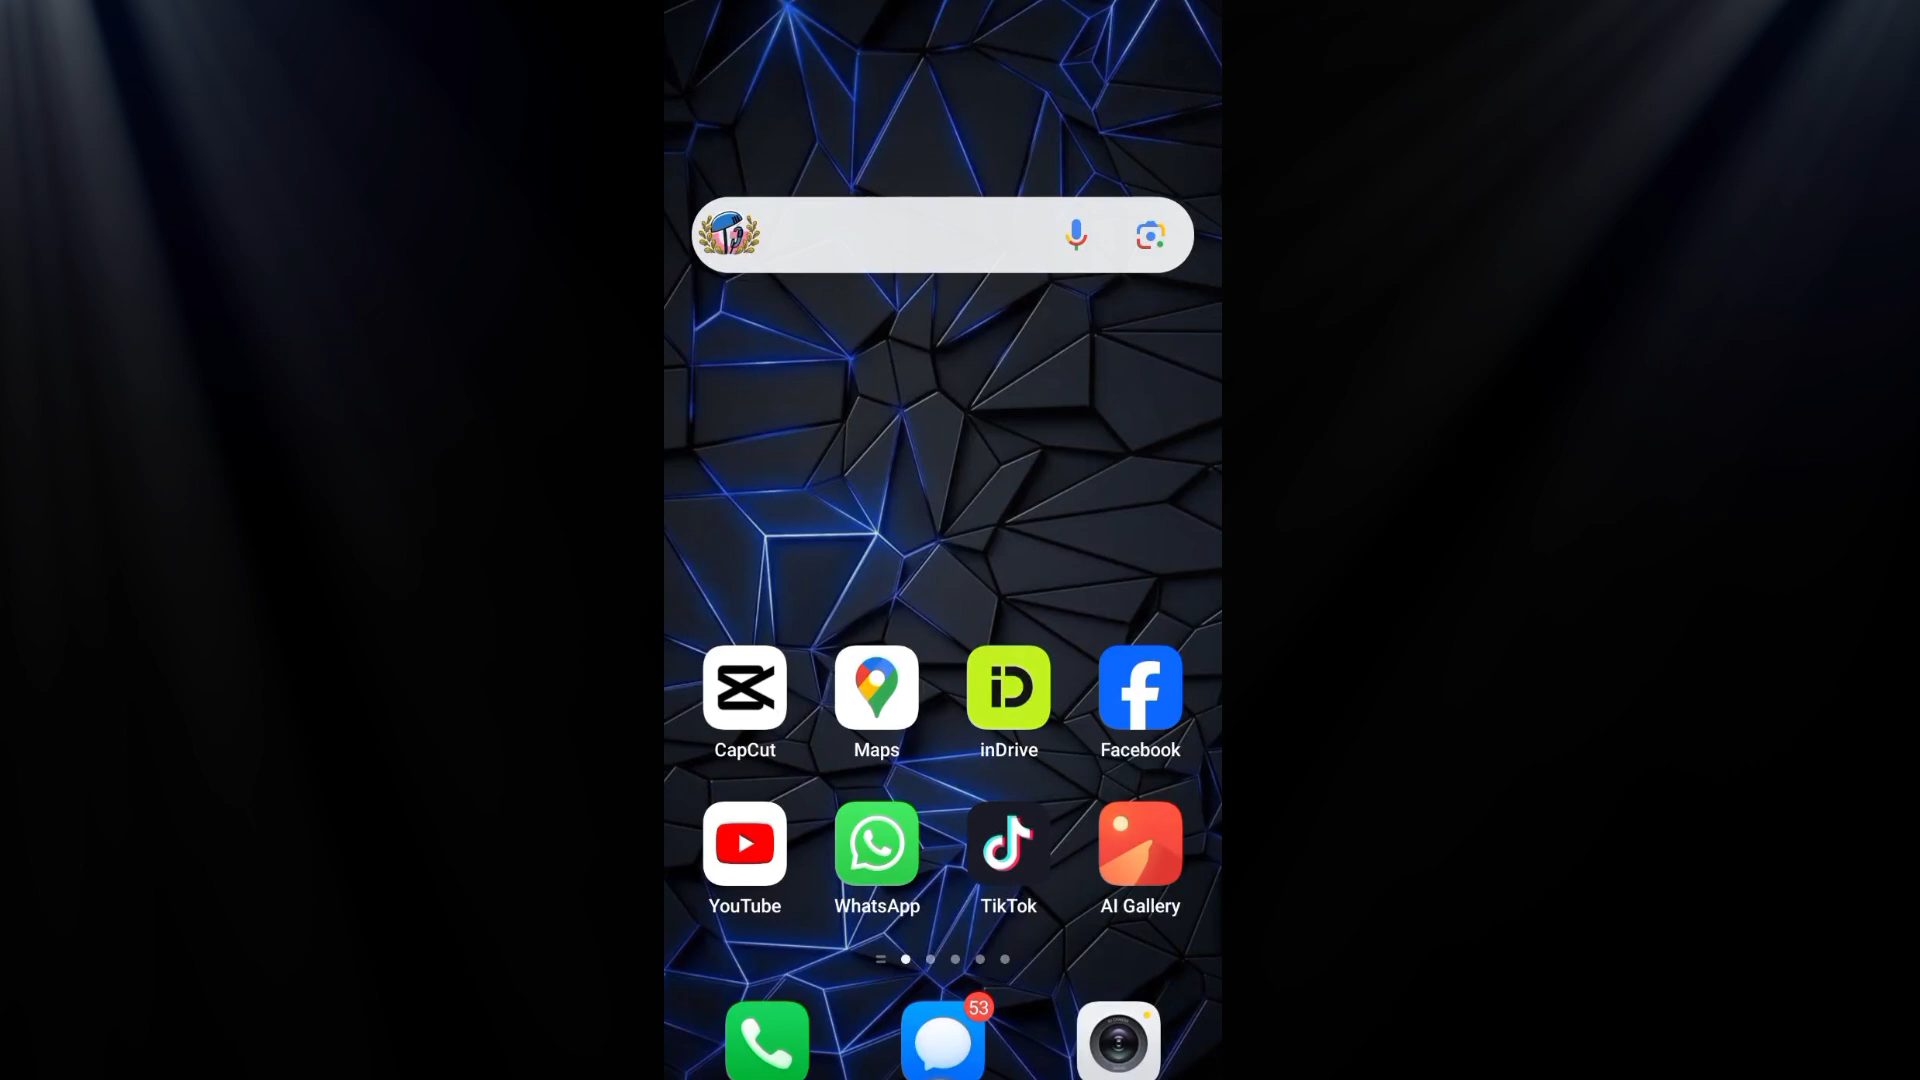 CapCut
Maps
inDrive
Facebook
YouTube
WhatsApp
TikTok
AI Gallery
53